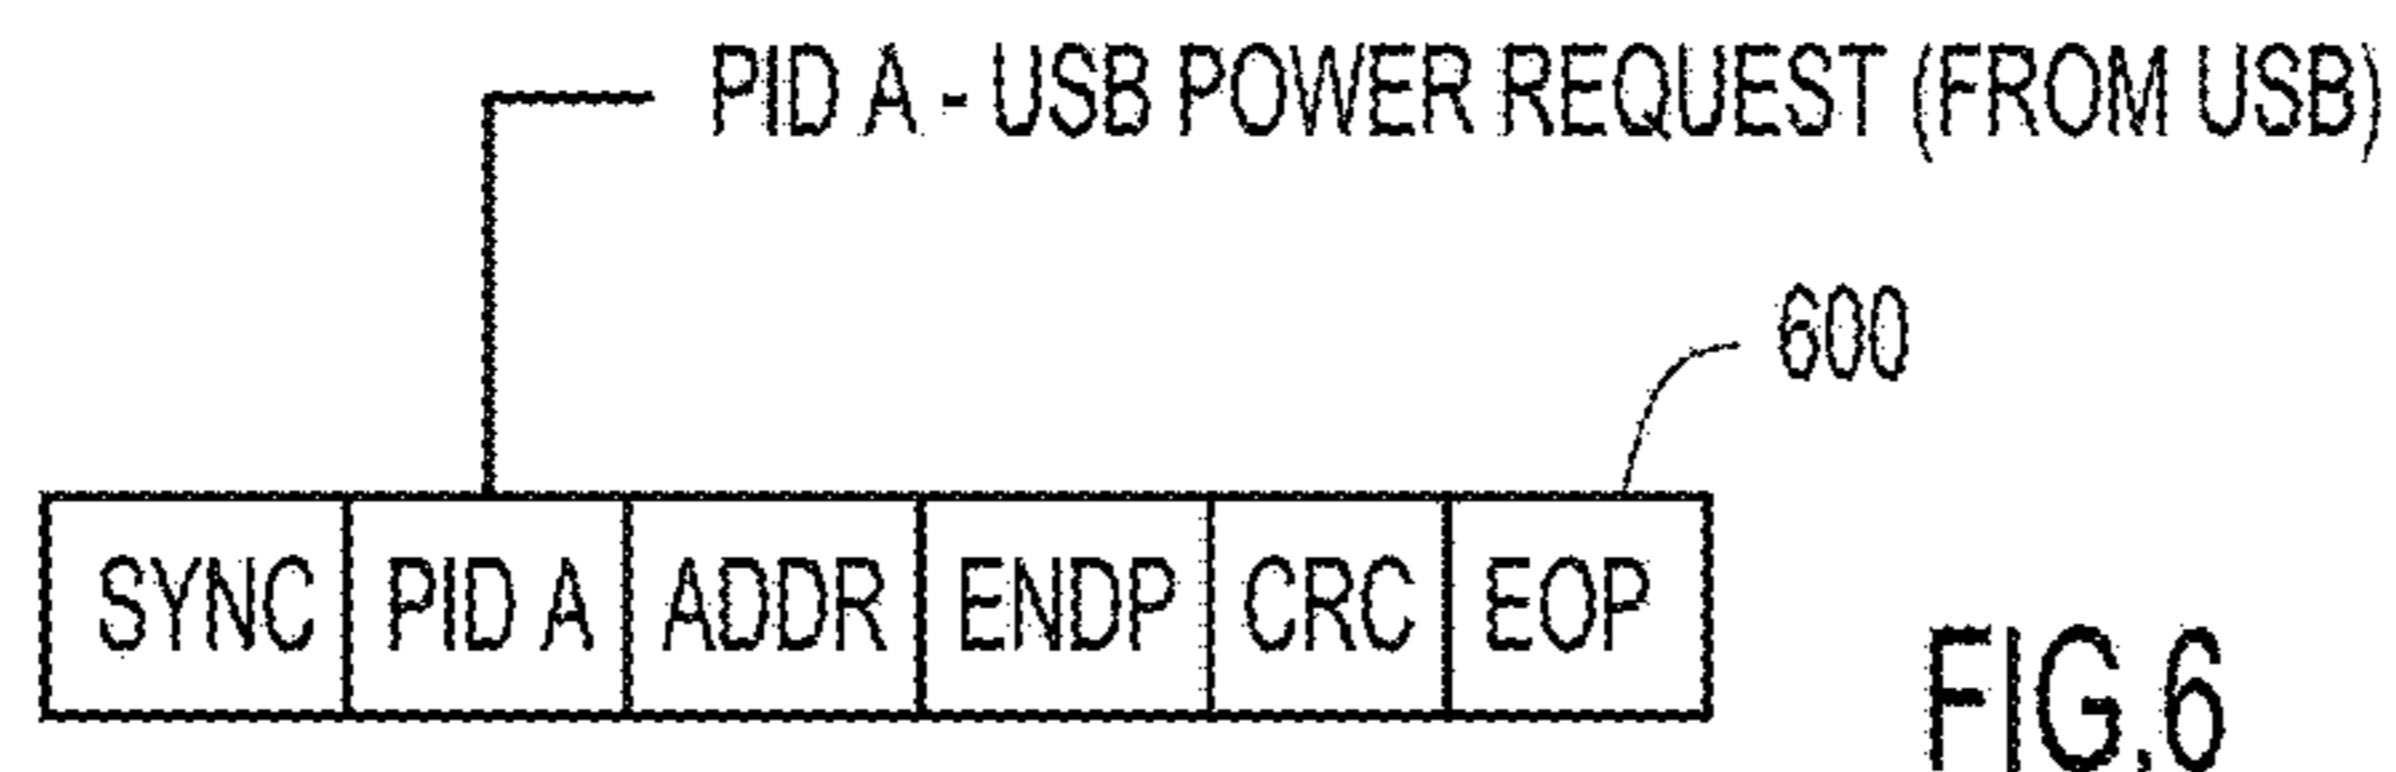 PID A - USB POWER REQUEST (FROM USB)
600
SYNC PID A ADDR ENDP CRC EOP
FIG.6